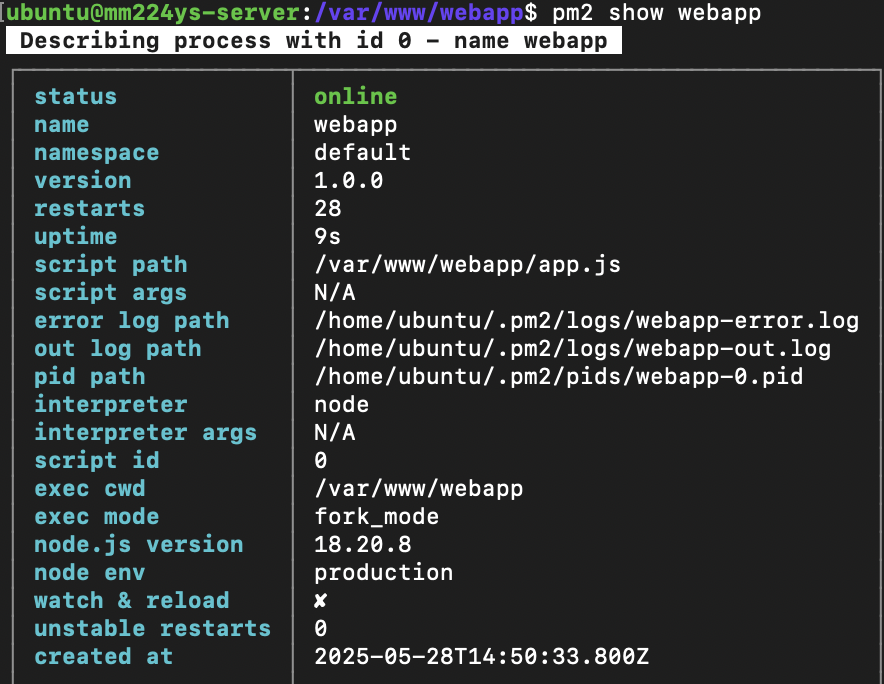 [ubuntu@mm224ys-server:/var/www/webapp$ pm2 show webapp
Describing process with id 0 - name webapp
status online
name webapp
namespace default
version 1.0.0
restarts 28
uptime 9s
script path /var/www/webapp/app.js
script args N/A
error log path /home/ubuntu/.pm2/logs/webapp-error.log
out log path /home/ubuntu/.pm2/logs/webapp-out.log
pid path /home/ubuntu/.pm2/pids/webapp-0.pid
interpreter node
interpreter args N/A
script id 0
exec cwd /var/www/webapp
exec mode fork_mode
node.js version 18.20.8
node env production
watch & reload ✘
unstable restarts 0
created at 2025-05-28T14:50:33.800Z